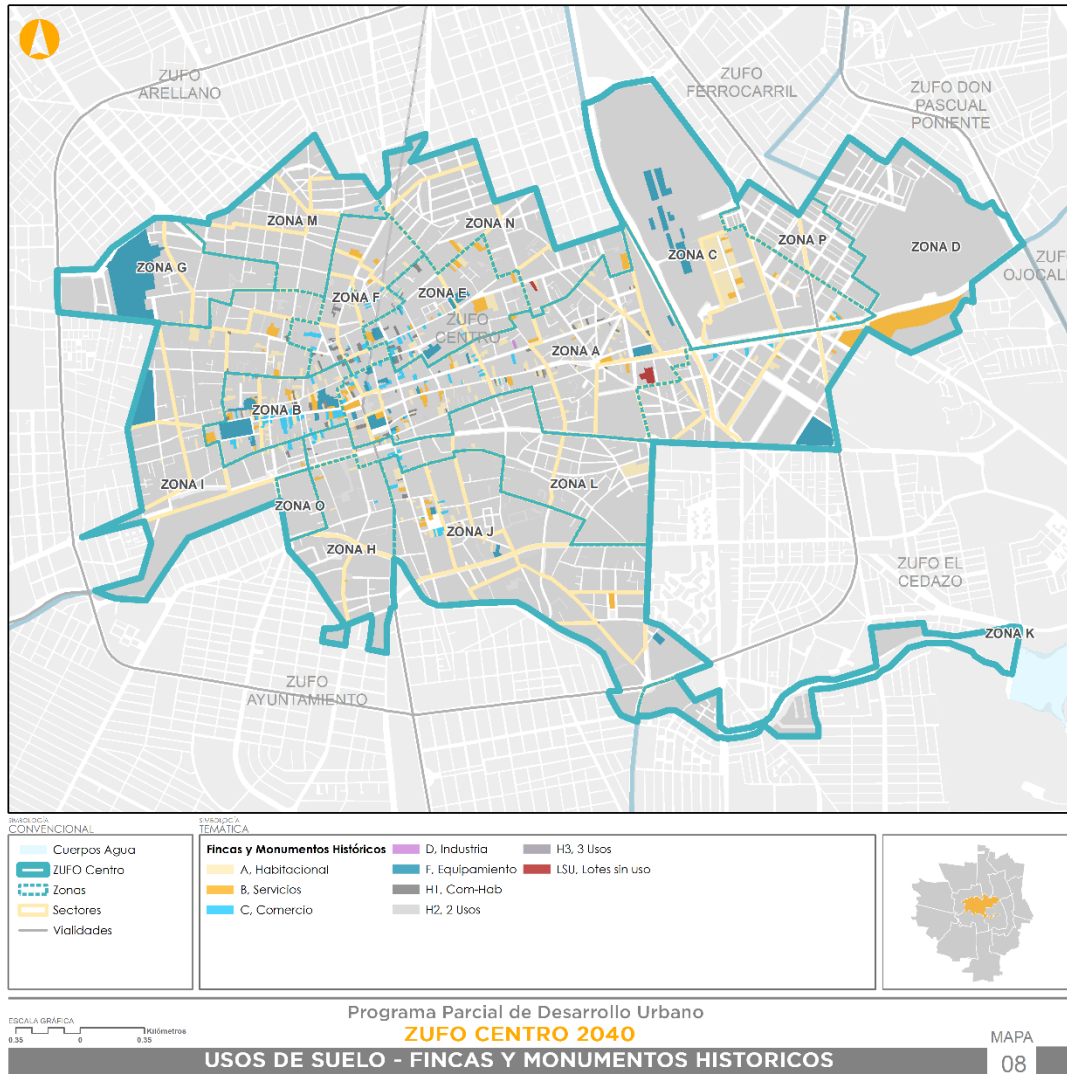 ZUFO
ARELLANO
ZUFO
FERROCARRIL
ZUFO DON
PASCUAL
PONIENTE
ZONA M
ZONA N
ZONA P
ZONA D
ZONA G
ZONA C
ZUFO
OJOCAL
ZONA F
ZONA E
ZUFO
CENTRO
ZONA A
ZONA B
ZONA I
ZONA L
ZONA O
ZONA J
ZONA H
ZUFO EL
CEDAZO
ZONA K
ZUFO
AYUNTAMIENTO
SIMBOLOGÍA
CONVENCIONAL
Cuerpos Agua
ZUFO Centro
Zonas
Sectores
Vialidades
SIMBOLOGÍA
TEMÁTICA
Fincas y Monumentos Históricos
A, Habitacional
B, Servicios
C, Comercio
D, Industria
F, Equipamiento
H1, Com-Hab
H2, 2 Usos
H3, 3 Usos
LSU, Lotes sin uso
ESCALA GRÁFICA
Kilómetros
0.35 0 0.35
Programa Parcial de Desarrollo Urbano
ZUFO CENTRO 2040
USOS DE SUELO - FINCAS Y MONUMENTOS HISTORICOS
MAPA
08